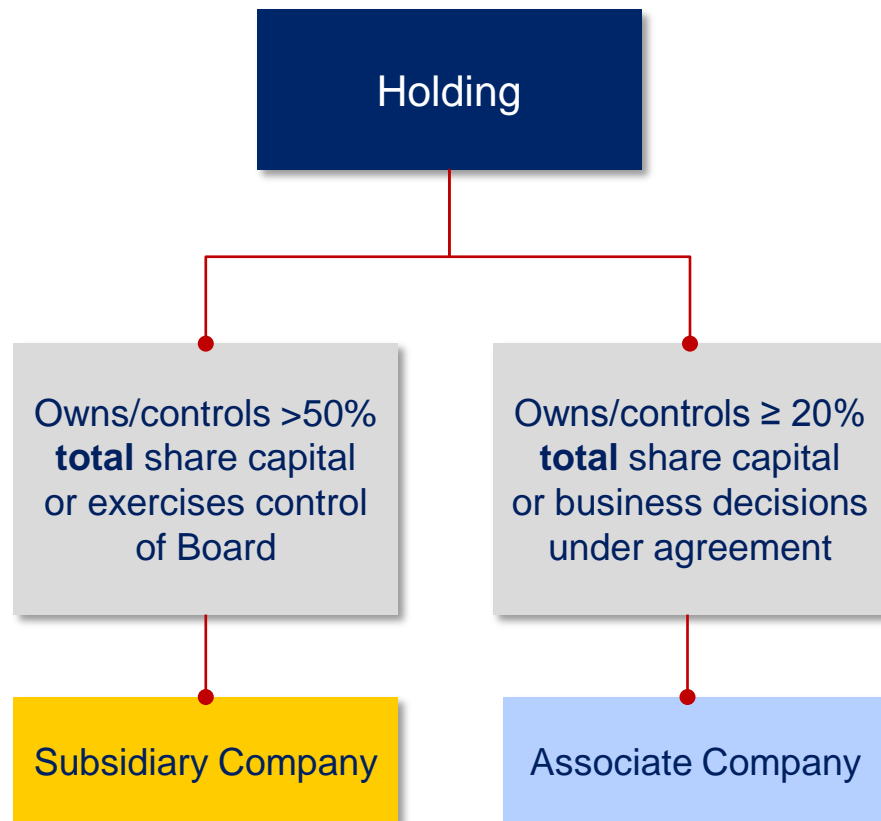 Holding
Owns/controls >50%
total share capital
or exercises control
of Board
Owns/controls ≥ 20%
total share capital
or business decisions
under agreement
Subsidiary Company
Associate Company